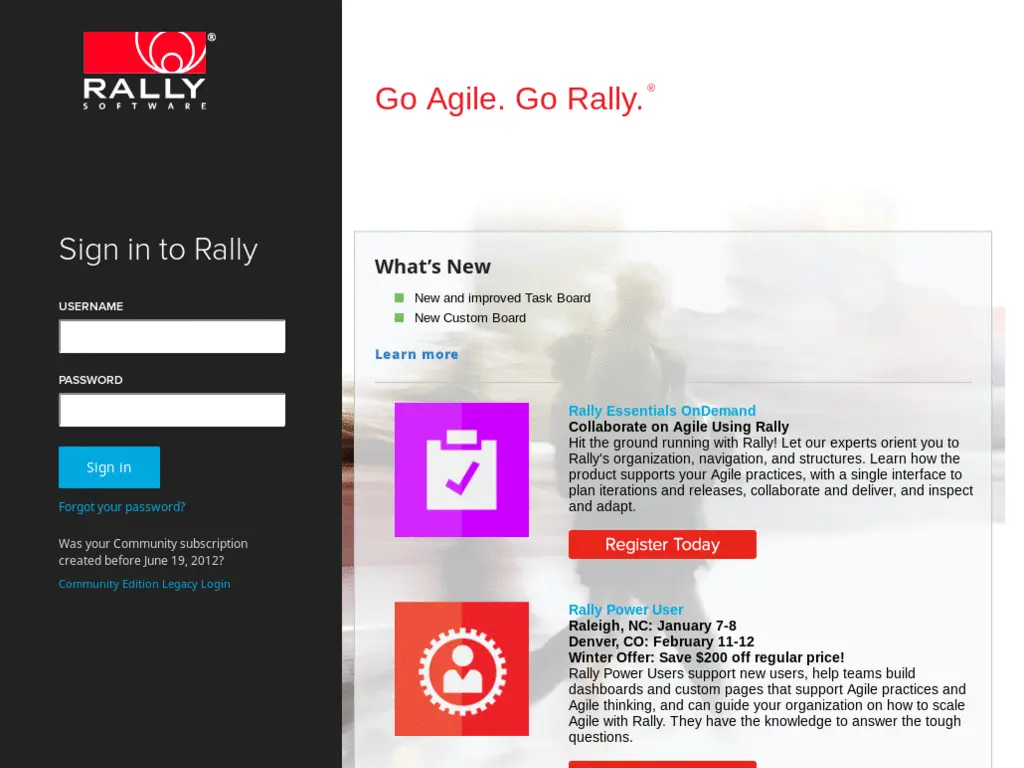 RALLY
SOFTWARE
®
Go Agile. Go Rally.®
Sign in to Rally
USERNAME
PASSWORD
Sign in
Forgot your password?
Was your Community subscription
created before June 19, 2012?
Community Edition Legacy Login
What's New
New and improved Task Board
New Custom Board
Learn more
Rally Essentials OnDemand
Collaborate on Agile Using Rally
Hit the ground running with Rally! Let our experts orient you to
Rally's organization, navigation, and structures. Learn how the
product supports your Agile practices, with a single interface to
plan iterations and releases, collaborate and deliver, and inspect
and adapt.
Register Today
Rally Power User
Raleigh, NC: January 7-8
Denver, CO: February 11-12
Winter Offer: Save $200 off regular price!
Rally Power Users support new users, help teams build
dashboards and custom pages that support Agile practices and
Agile thinking, and can guide your organization on how to scale
Agile with Rally. They have the knowledge to answer the tough
questions.